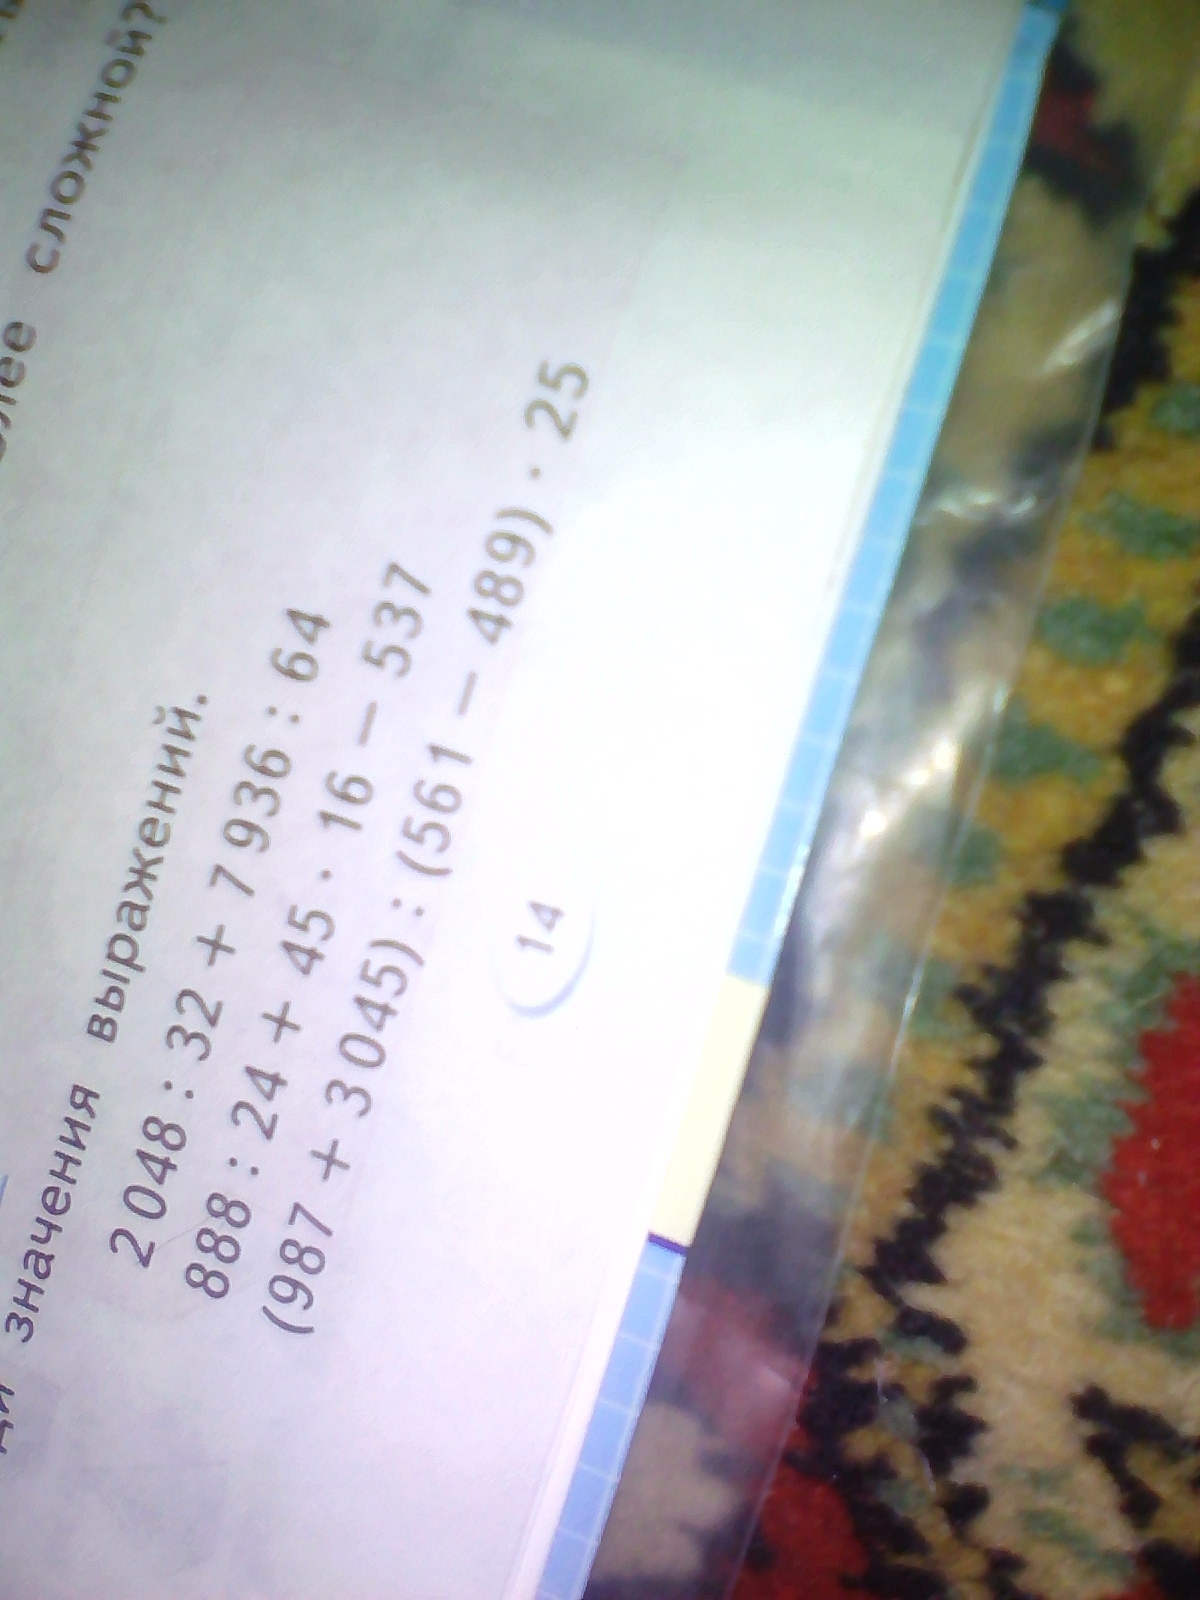 сложной?
значения выражений.
2 048 : 32 + 7 936 : 64
888 : 24 + 45 · 16 − 537
(987 + 3 045) : (561 − 489) · 25
14